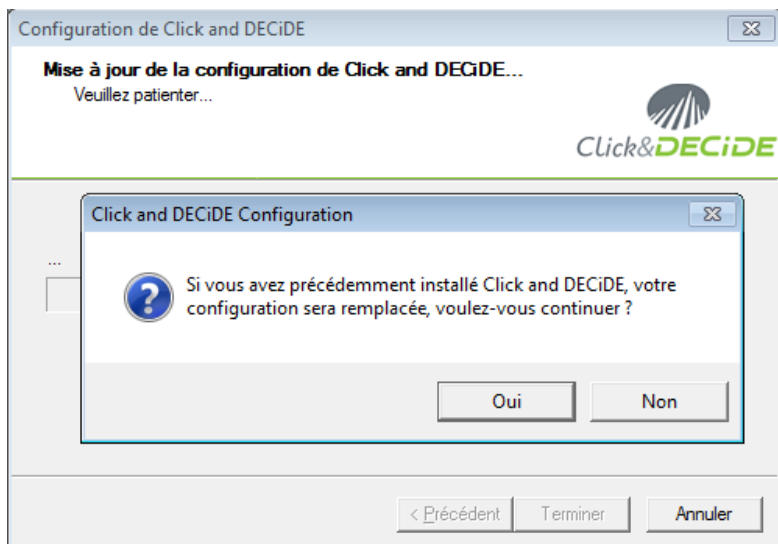 Configuration de Click and DECiDE
Mise à jour de la configuration de Click and DECiDE...
Veuillez patienter...
Click&DECiDE
Click and DECiDE Configuration
...
Si vous avez précédemment installé Click and DECiDE, votre
configuration sera remplacée, voulez-vous continuer ?
Oui Non
< Précédent Terminer Annuler